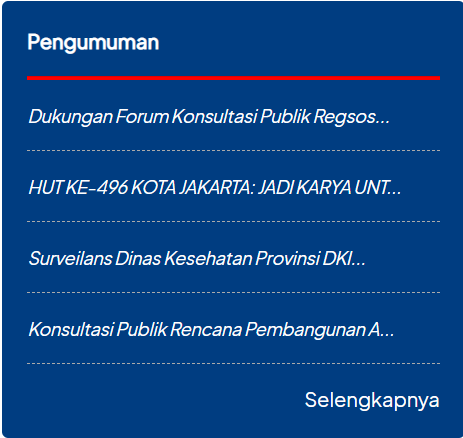 Pengumuman
Dukungan Forum Konsultasi Publik Regsos...
HUT KE-496 KOTA JAKARTA: JADI KARYA UNT...
Surveilans Dinas Kesehatan Provinsi DKI...
Konsultasi Publik Rencana Pembangunan A...
Selengkapnya